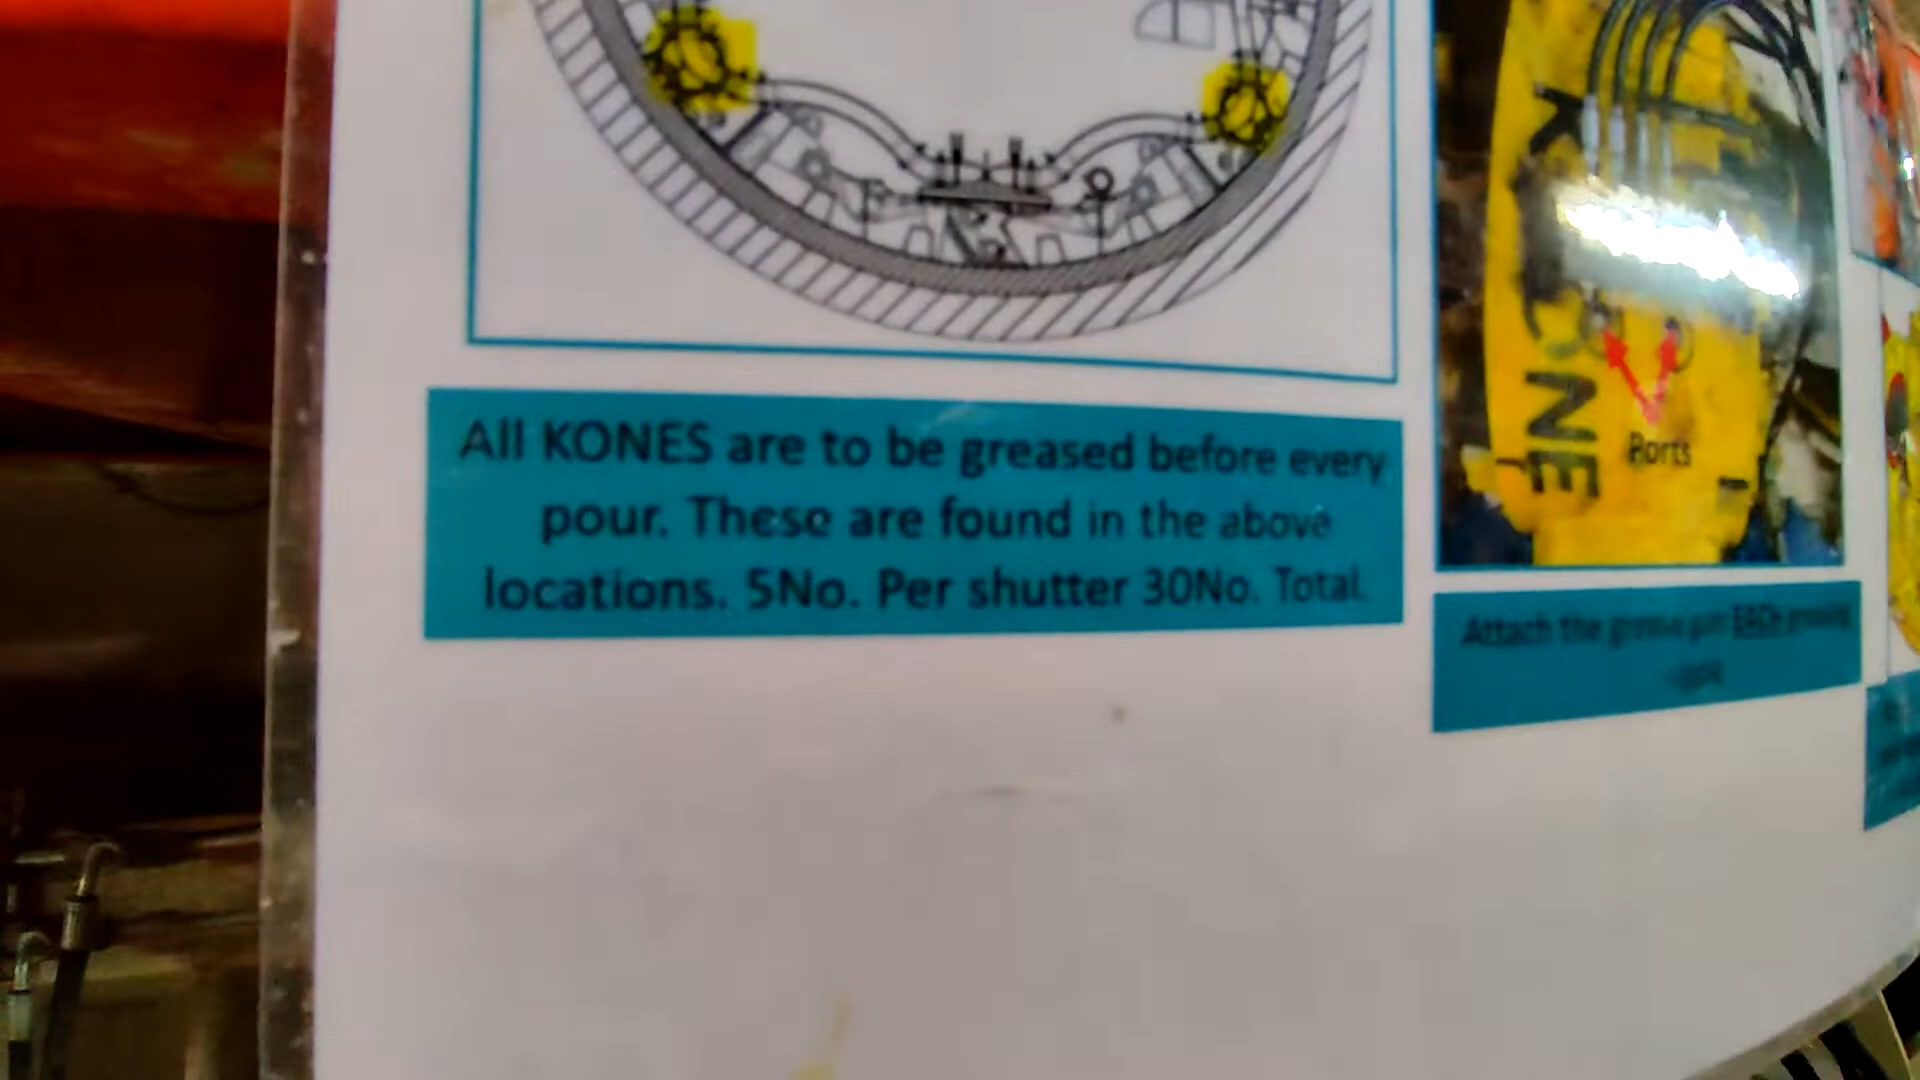 All KONES are to be greased before every
pour. These are found in the above
locations. 5No. Per shutter 30No. Total.
KONE
Ports
Attach the grease gun EACH